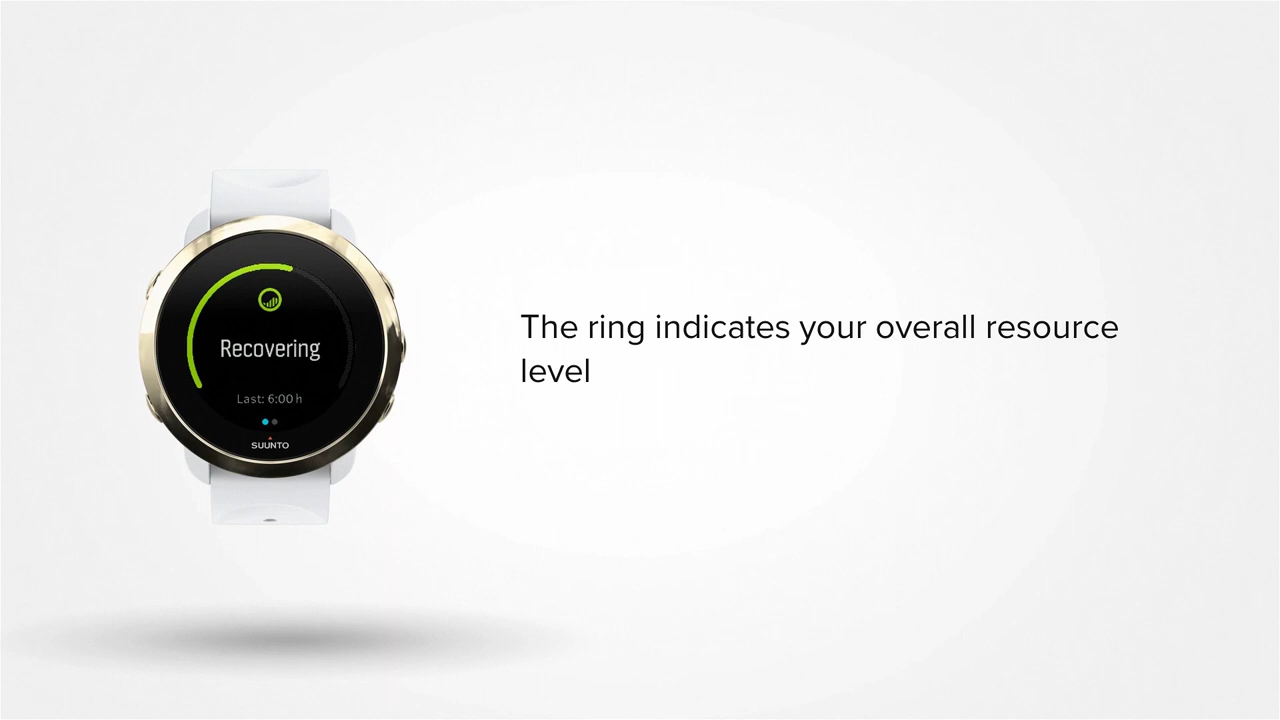 Recovering
Last: 6:00 h
SUUNTO
The ring indicates your overall resource
level